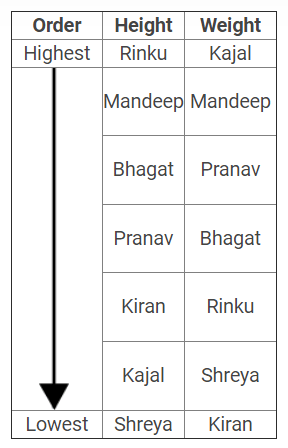 Order Height Weight
Highest Rinku Kajal
Mandeep Mandeep
Bhagat Pranav
Pranav Bhagat
Kiran Rinku
Kajal Shreya
Lowest Shreya Kiran